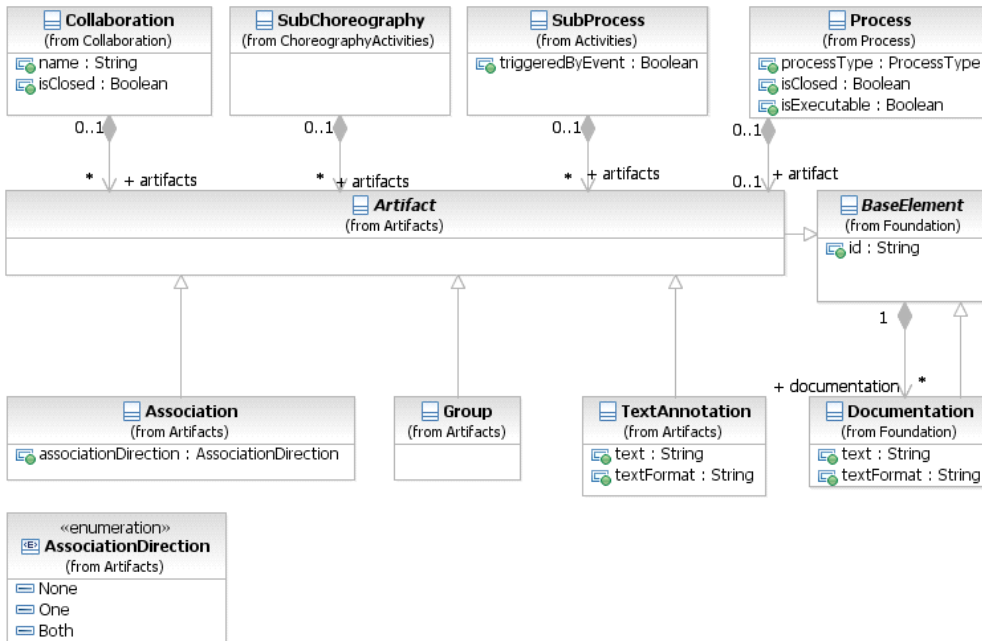 Collaboration
(from Collaboration)
name : String
isClosed : Boolean
SubChoreography
(from ChoreographyActivities)
SubProcess
(from Activities)
triggeredByEvent : Boolean
Process
(from Process)
processType : ProcessType
isClosed : Boolean
isExecutable : Boolean
0..1
* + artifacts
0..1
* + artifacts
0..1
* + artifacts
0..1
0..1 + artifact
Artifact
(from Artifacts)
BaseElement
(from Foundation)
id : String
1
+ documentation *
Association
(from Artifacts)
associationDirection : AssociationDirection
Group
(from Artifacts)
TextAnnotation
(from Artifacts)
text : String
textFormat : String
Documentation
(from Foundation)
text : String
textFormat : String
«enumeration»
<E> AssociationDirection
(from Artifacts)
None
One
Both